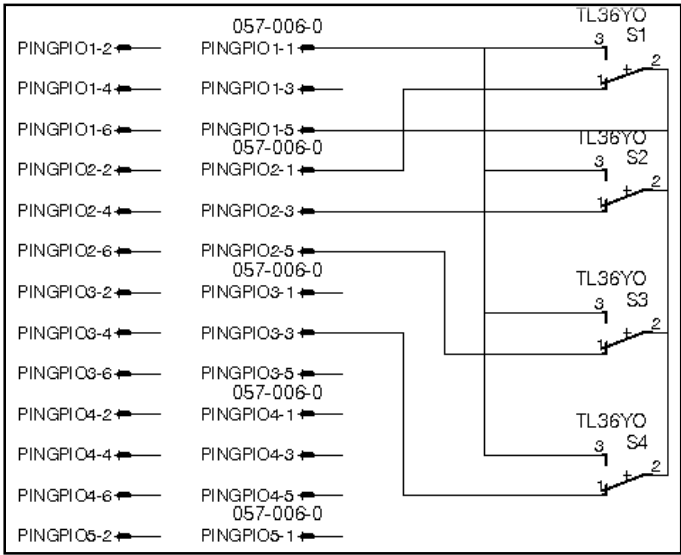 057-006-0
TL36YO
S1
PINGPIO1-2 PINGPIO1-1 3
2
PINGPIO1-4 PINGPIO1-3 1 +
PINGPIO1-6 PINGPIO1-5
057-006-0
TL36YO
S2
PINGPIO2-2 PINGPIO2-1 3
2
PINGPIO2-4 PINGPIO2-3 1 +
PINGPIO2-6 PINGPIO2-5
057-006-0
TL36YO
S3
PINGPIO3-2 PINGPIO3-1 3
2
PINGPIO3-4 PINGPIO3-3 1 +
PINGPIO3-6 PINGPIO3-5
057-006-0
TL36YO
S4
PINGPIO4-2 PINGPIO4-1
PINGPIO4-4 PINGPIO4-3 3
2
PINGPIO4-6 PINGPIO4-5 1 +
057-006-0
PINGPIO5-2 PINGPIO5-1